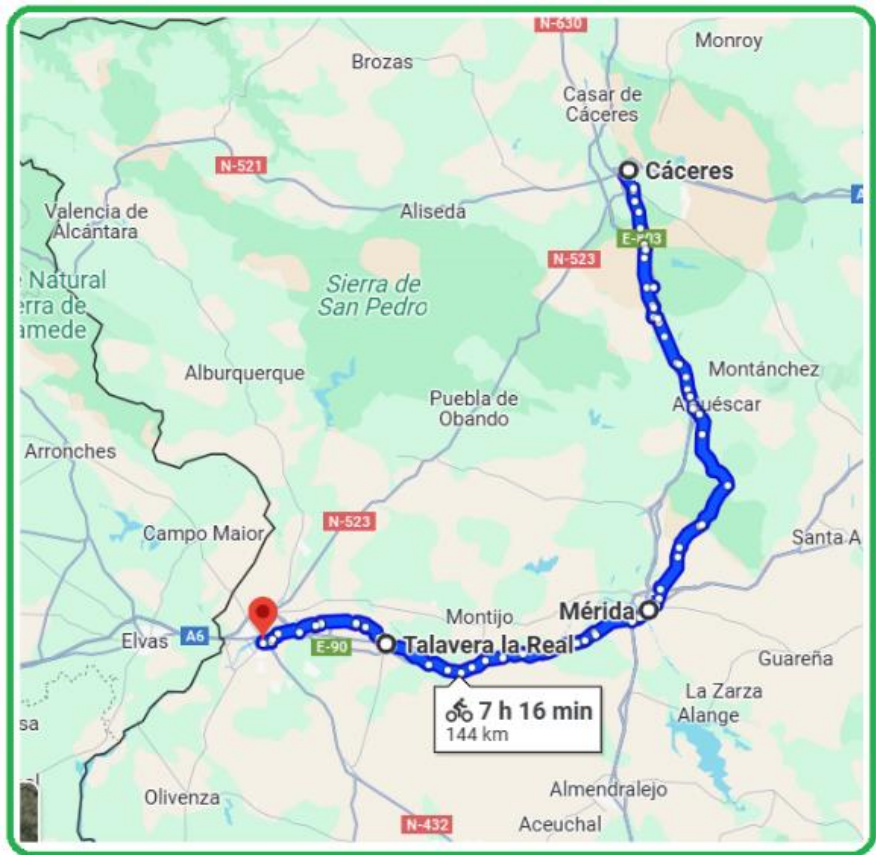 N-630
Monroy
Brozas
Casar de
Cáceres
N-521
Cáceres
Valencia de
Alcántara
Aliseda
E-803
N-523
Natural
Sierra de
San Pedro
Alburquerque
Montánchez
Puebla de
Obando
Arronches
N-523
Campo Maior
Santa A
Mérida
Montijo
Elvas
A6
E-90
Talavera la Real
Guareña
7 h 16 min
144 km
La Zarza
Alange
Olivenza
Almendralejo
N-432
Aceuchal